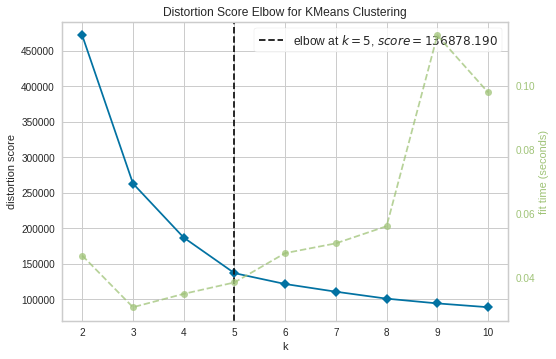 Distortion Score Elbow for KMeans Clustering
elbow at k = 5, score = 136878.190
450000
400000
350000
300000
250000
200000
150000
100000
distortion score
0.10
0.08
0.06
0.04
fit time (seconds)
2 3 4 5 6 7 8 9 10
k